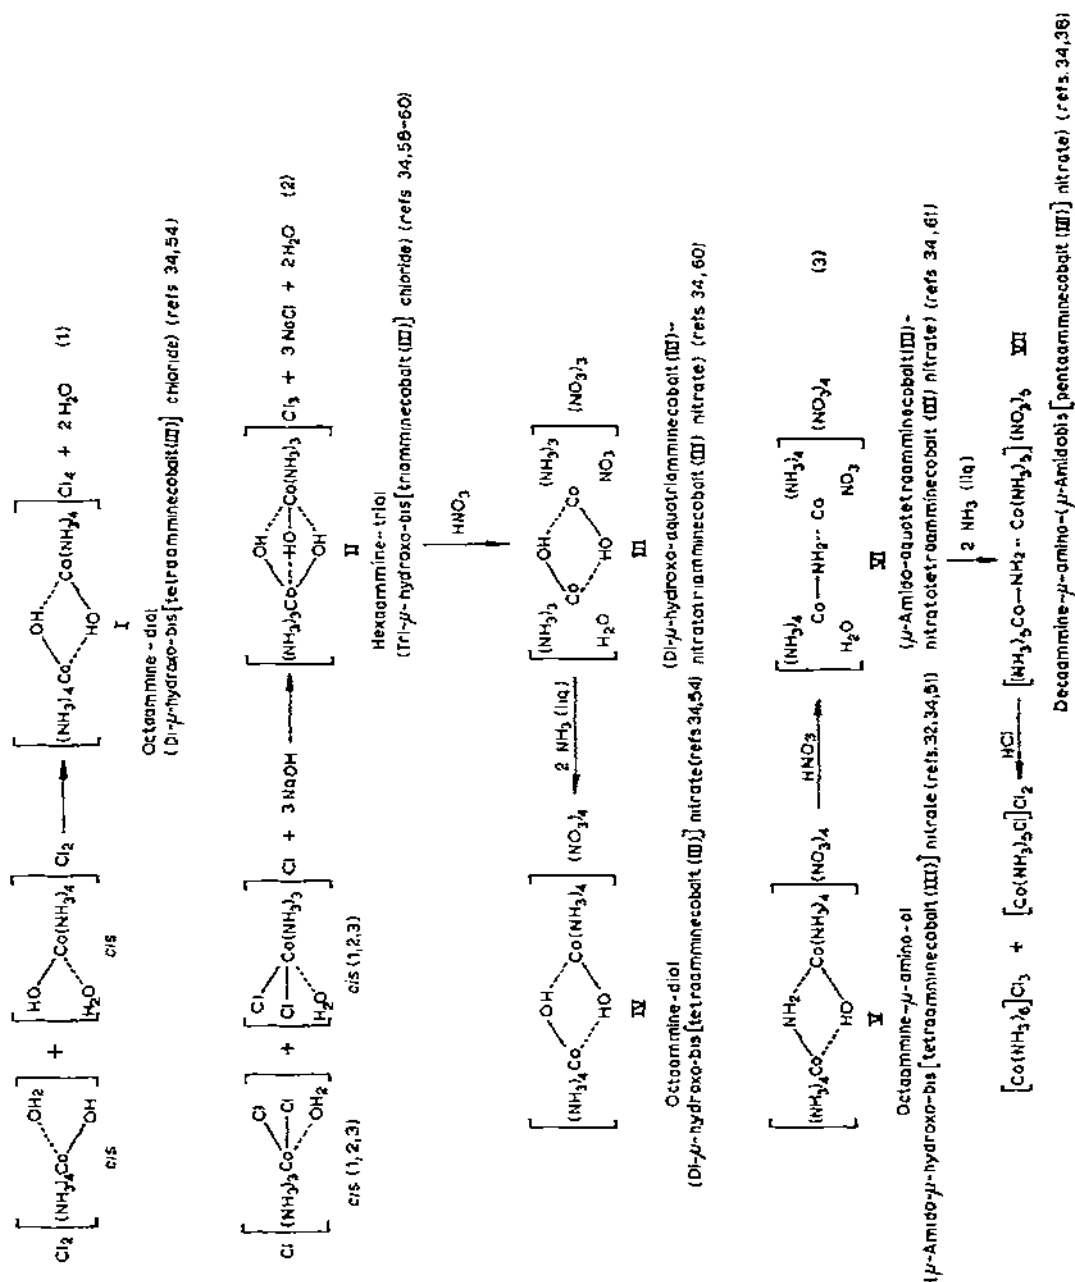 Cl₂ [(NH₃)₄Co OH₂ OH] + [HO H₂O Co(NH₃)₄] Cl₂ ⟶ [(NH₃)₄Co OH HO Co(NH₃)₄] Cl₄ + 2H₂O (1)
cis cis I
Octaammine-diol
(Di-μ-hydroxo-bis[tetraamminecobalt(III)] chloride) (refs 34,54)
Cl [(NH₃)₃Co Cl Cl OH₂] + [Cl Cl H₂O Co(NH₃)₃] Cl + 3NaOH ⟶ [(NH₃)₃Co OH HO OH Co(NH₃)₃] Cl₃ + 3NaCl + 2H₂O (2)
cis (1,2,3) cis (1,2,3) II
Hexaammine-triol
(Tri-μ-hydroxo-bis[triamminecobalt(III)] chloride) (refs 34,58-60)
HNO₃
[(NH₃)₄Co OH HO Co(NH₃)₄] (NO₃)₄ ⟵ 2 NH₃ (liq) [(NH₃)₃ Co H₂O OH HO Co (NH₃)₃ NO₃] (NO₃)₃
IV III
Octaammine-diol
(Di-μ-hydroxo-bis[tetraamminecobalt(III)] nitrate (refs 34,54)
(Di-μ-hydroxo-aquotriamminecobalt(III)-
nitratotriamminecobalt(III) nitrate) (refs 34,60)
[(NH₃)₄Co NH₂ HO Co(NH₃)₄] (NO₃)₄ HNO₃ ⟶ [(NH₃)₄ Co H₂O NH₂ Co (NH₃)₄ NO₃] (NO₃)₄ (3)
V VI
Octaammine-μ-amino-ol
(μ-Amido-μ-hydroxo-bis[tetraamminecobalt(III)] nitrate (refs. 32,34,51)
(μ-Amido-aquotetraamminecobalt(III)-
nitratotetraamminecobalt(III) nitrate) (refs 34,61)
2 NH₃ (liq)
[Co(NH₃)₆]Cl₃ + [Co(NH₃)₅Cl]Cl₂ ⟵ HCl [(NH₃)₅Co—NH₂··Co(NH₃)₅](NO₃)₅ VII
Decaammine-μ-amino-(μ-Amidobis[pentaamminecobalt(III)] nitrate) (refs. 34,38)